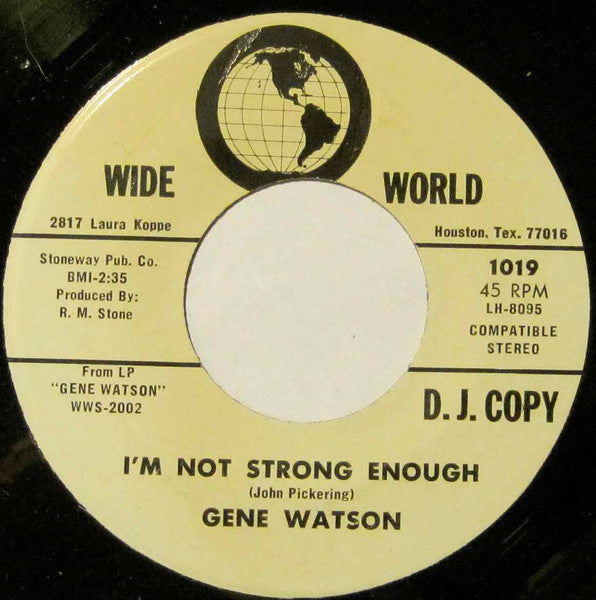 WIDE WORLD
2817 Laura Koppe
Houston, Tex. 77016
Stoneway Pub. Co.
BMI-2:35
Produced By:
R. M. Stone
1019
45 RPM
LH-8095
COMPATIBLE
STEREO
From LP
"GENE WATSON"
WWS-2002
D.J. COPY
I'M NOT STRONG ENOUGH
(John Pickering)
GENE WATSON